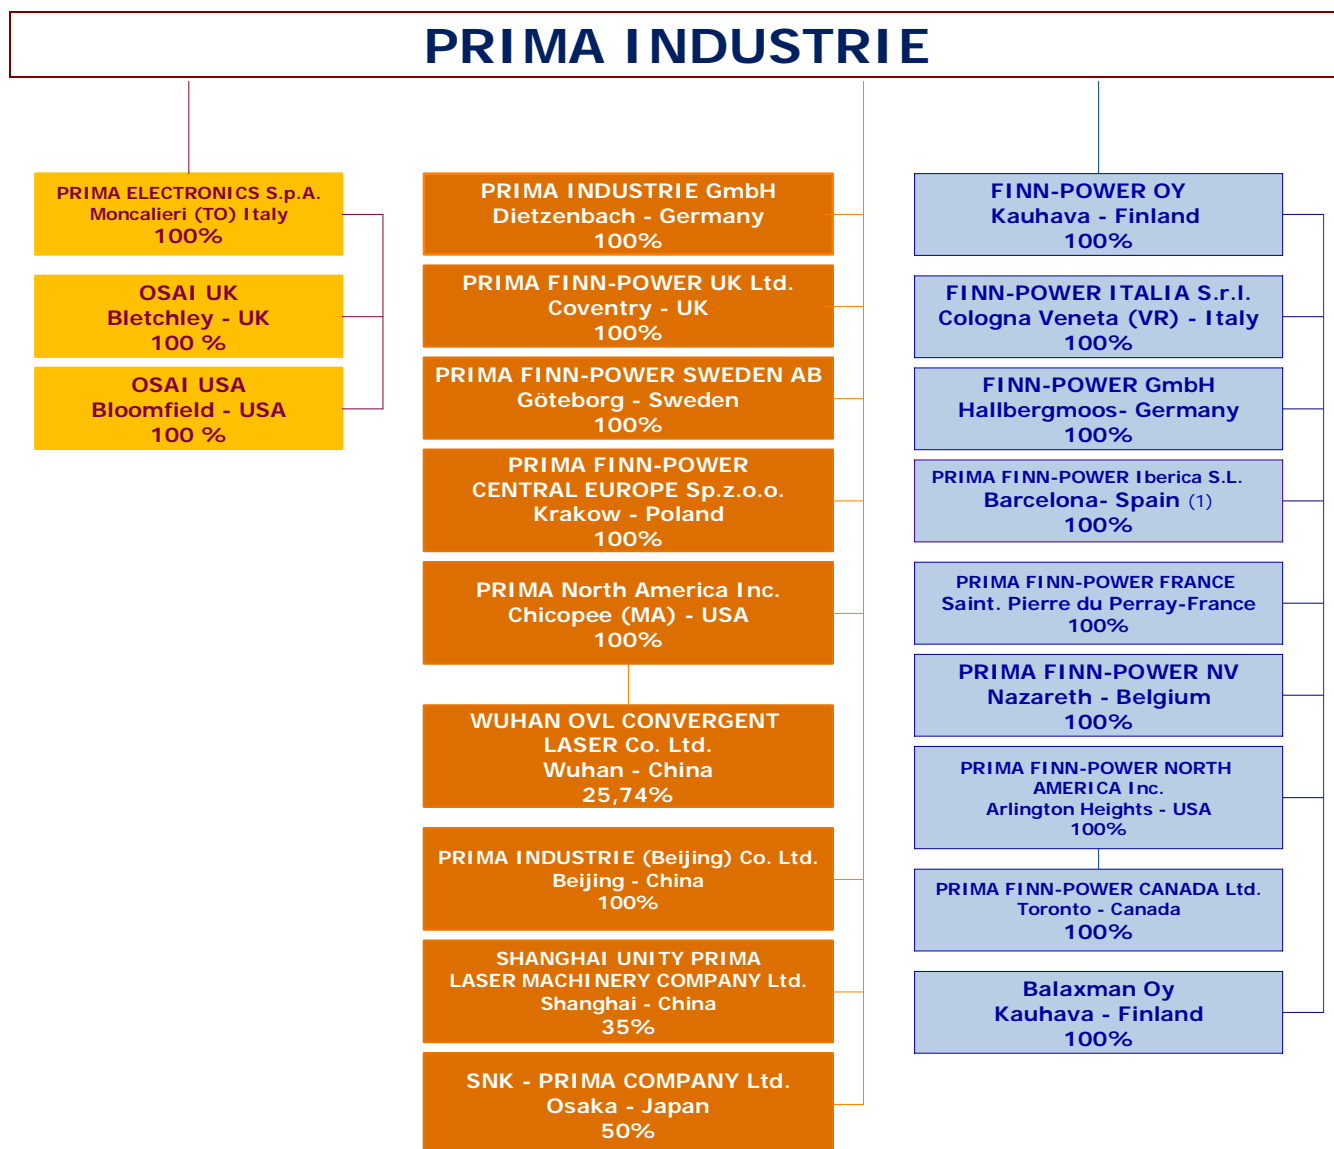 PRIMA INDUSTRIE
PRIMA ELECTRONICS S.p.A.
Moncalieri (TO) Italy
100%
OSAI UK
Bletchley - UK
100 %
OSAI USA
Bloomfield - USA
100 %
PRIMA INDUSTRIE GmbH
Dietzenbach - Germany
100%
PRIMA FINN-POWER UK Ltd.
Coventry - UK
100%
PRIMA FINN-POWER SWEDEN AB
Göteborg - Sweden
100%
PRIMA FINN-POWER
CENTRAL EUROPE Sp.z.o.o.
Krakow - Poland
100%
PRIMA North America Inc.
Chicopee (MA) - USA
100%
WUHAN OVL CONVERGENT
LASER Co. Ltd.
Wuhan - China
25,74%
PRIMA INDUSTRIE (Beijing) Co. Ltd.
Beijing - China
100%
SHANGHAI UNITY PRIMA
LASER MACHINERY COMPANY Ltd.
Shanghai - China
35%
SNK - PRIMA COMPANY Ltd.
Osaka - Japan
50%
FINN-POWER OY
Kauhava - Finland
100%
FINN-POWER ITALIA S.r.l.
Cologna Veneta (VR) - Italy
100%
FINN-POWER GmbH
Hallbergmoos- Germany
100%
PRIMA FINN-POWER Iberica S.L.
Barcelona- Spain (1)
100%
PRIMA FINN-POWER FRANCE
Saint. Pierre du Perray-France
100%
PRIMA FINN-POWER NV
Nazareth - Belgium
100%
PRIMA FINN-POWER NORTH
AMERICA Inc.
Arlington Heights - USA
100%
PRIMA FINN-POWER CANADA Ltd.
Toronto - Canada
100%
Balaxman Oy
Kauhava - Finland
100%